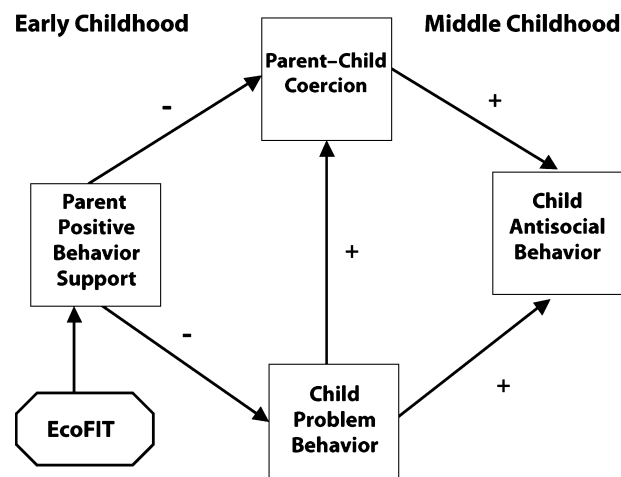 Early Childhood
Middle Childhood
Parent–Child
Coercion
-
+
Parent
Positive
Behavior
Support
Child
Antisocial
Behavior
+
-
EcoFIT
Child
Problem
Behavior
+